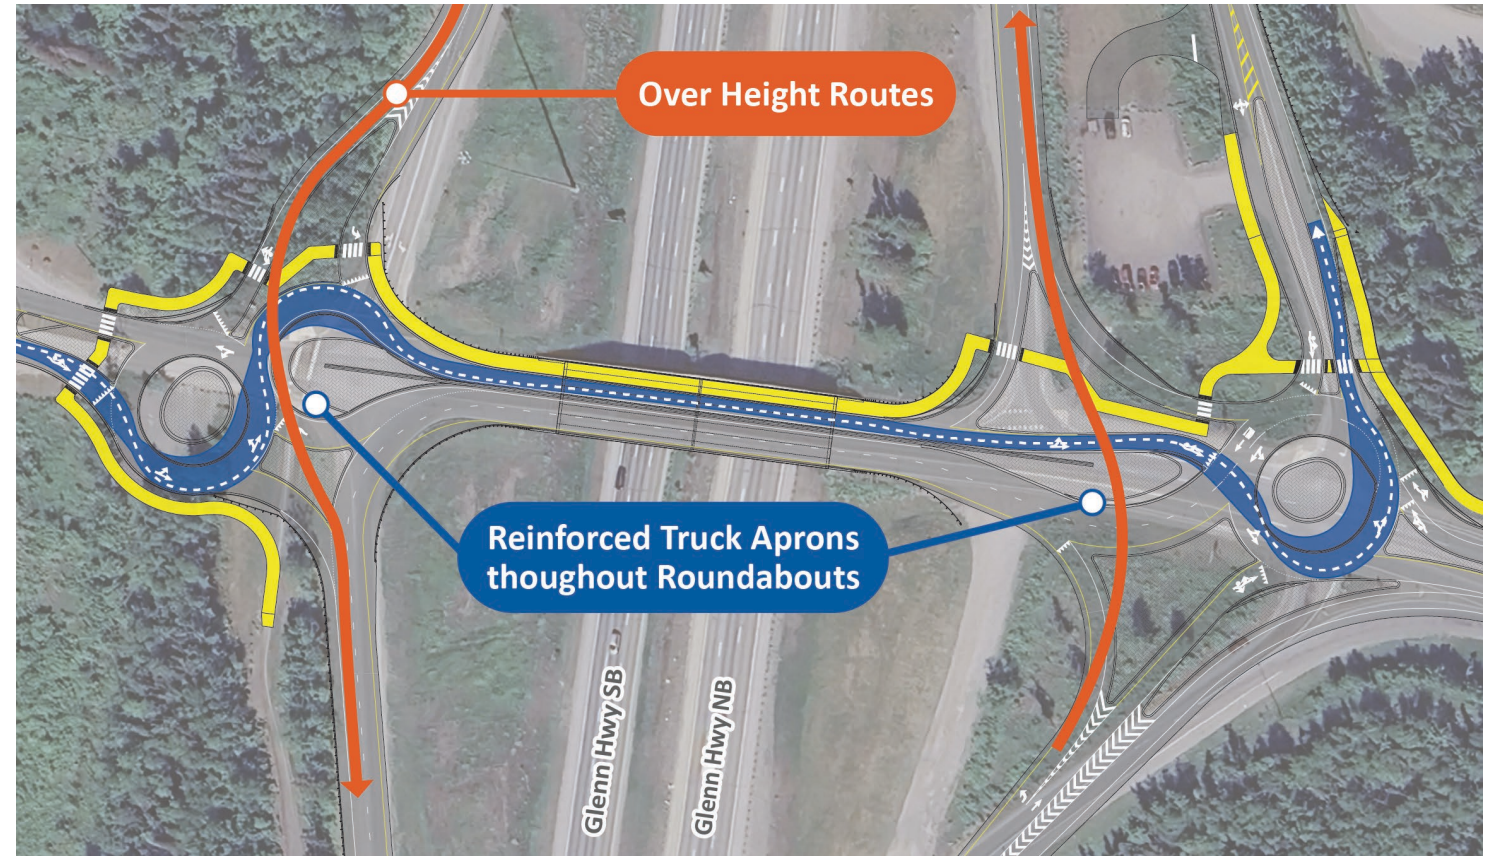 Over Height Routes
Reinforced Truck Aprons
thoughout Roundabouts
Glenn Hwy SB
Glenn Hwy NB